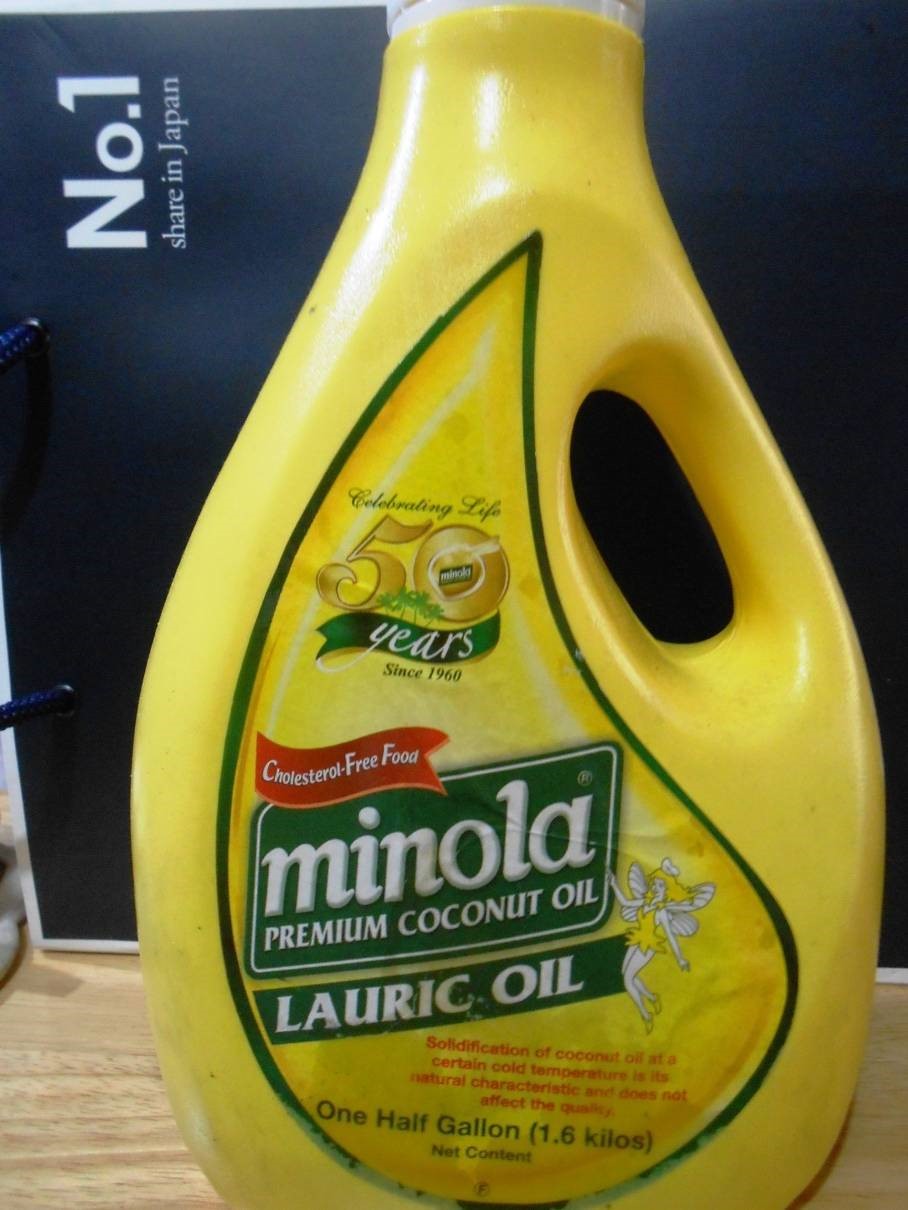 No.1
share in Japan
Celebrating Life
50
minola
years
Since 1960
Cholesterol-Free Food
minola®
PREMIUM COCONUT OIL
LAURIC OIL
Solidification of coconut oil at a
certain cold temperature is its
natural characteristic and does not
affect the quality.
One Half Gallon (1.6 kilos)
Net Content
F